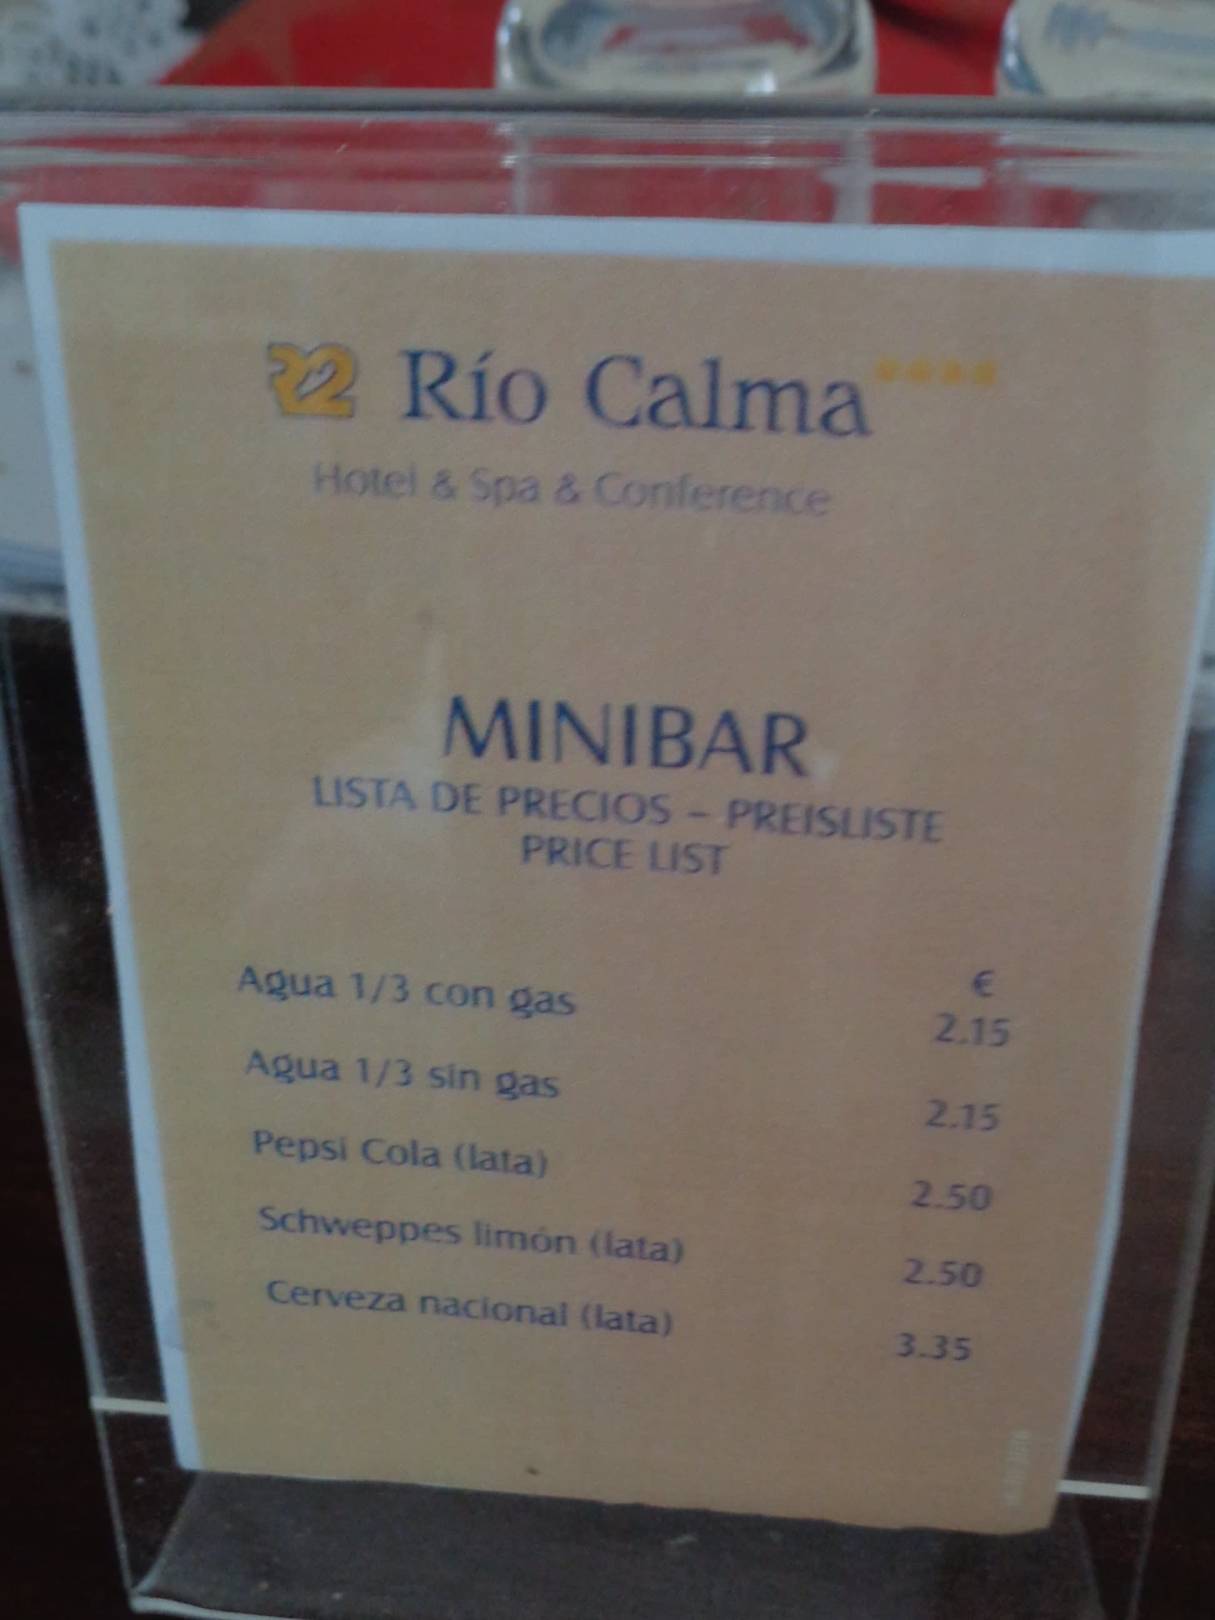 R2 Río Calma****
Hotel & Spa & Conference
MINIBAR
LISTA DE PRECIOS – PREISLISTE
PRICE LIST
€
Agua 1/3 con gas 2.15
Agua 1/3 sin gas 2.15
Pepsi Cola (lata) 2.50
Schweppes limón (lata) 2.50
Cerveza nacional (lata) 3.35